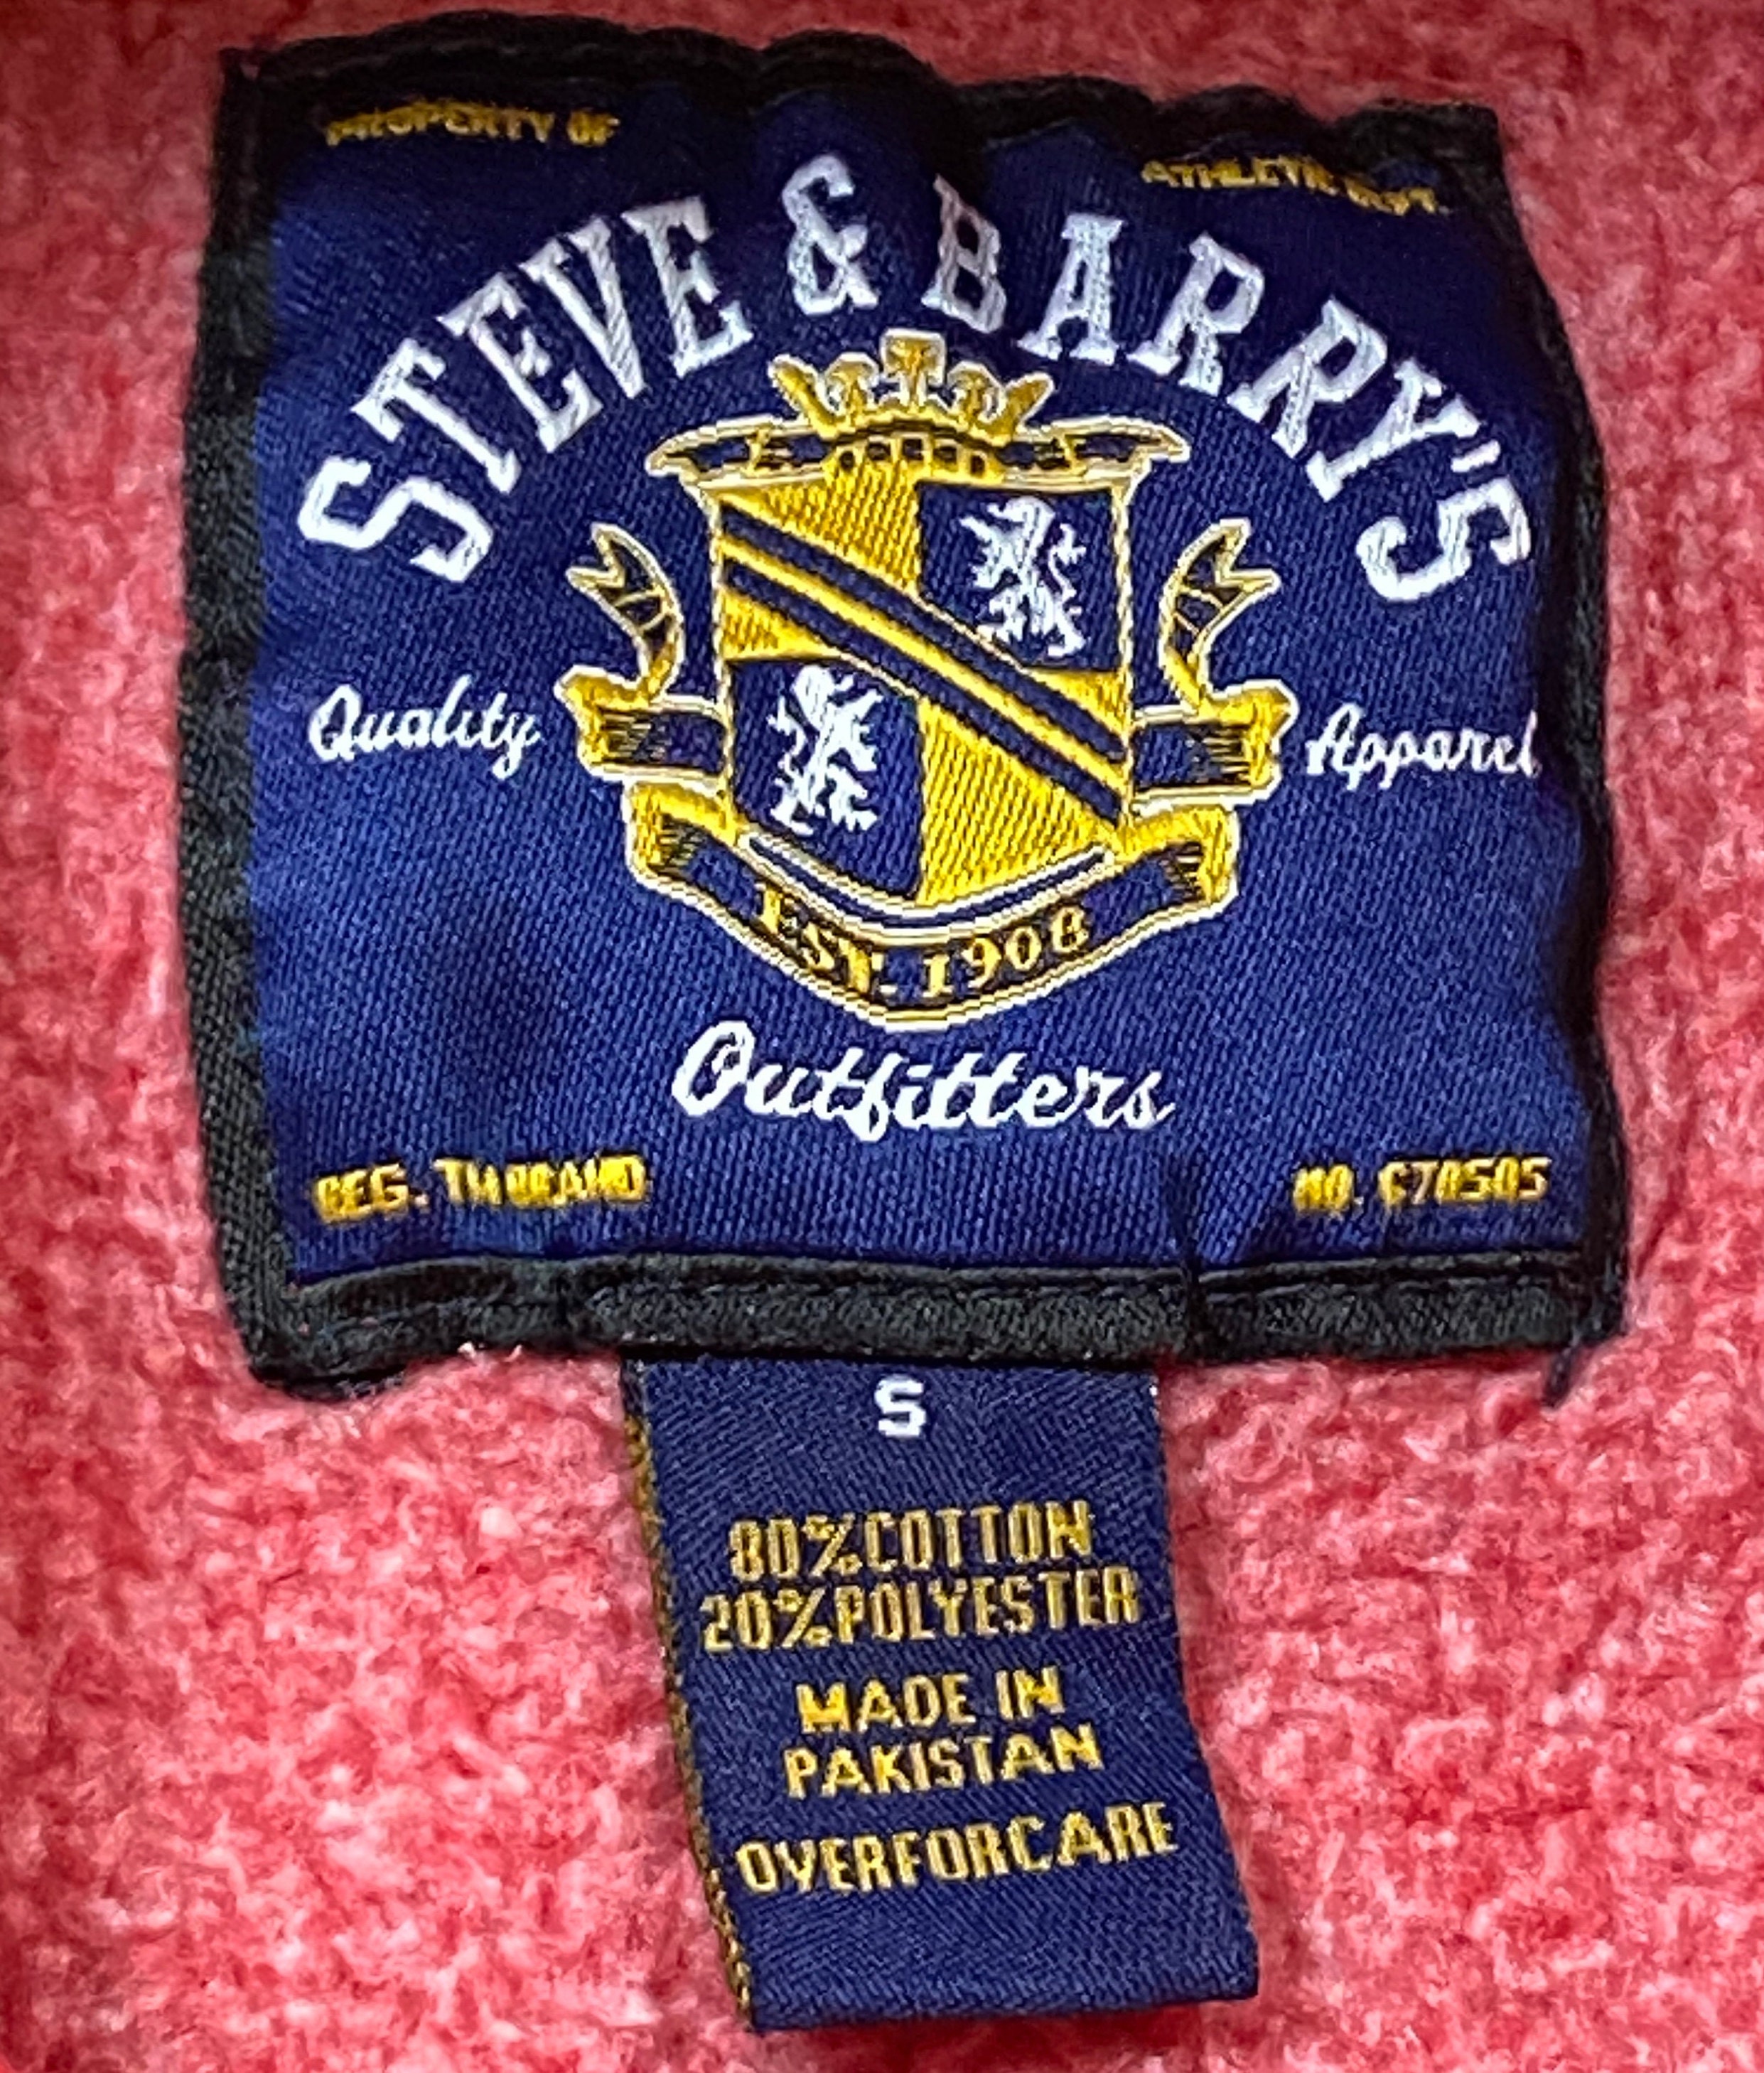 PROPERTY OF
ATHLETIC DEPT.
STEVE & BARRY'S
Quality
Apparel
EST. 1908
Outfitters
REG. TM BRAND
NO.
S
80%COTTON
20%POLYESTER
MADE IN
PAKISTAN
OVERFORCARE